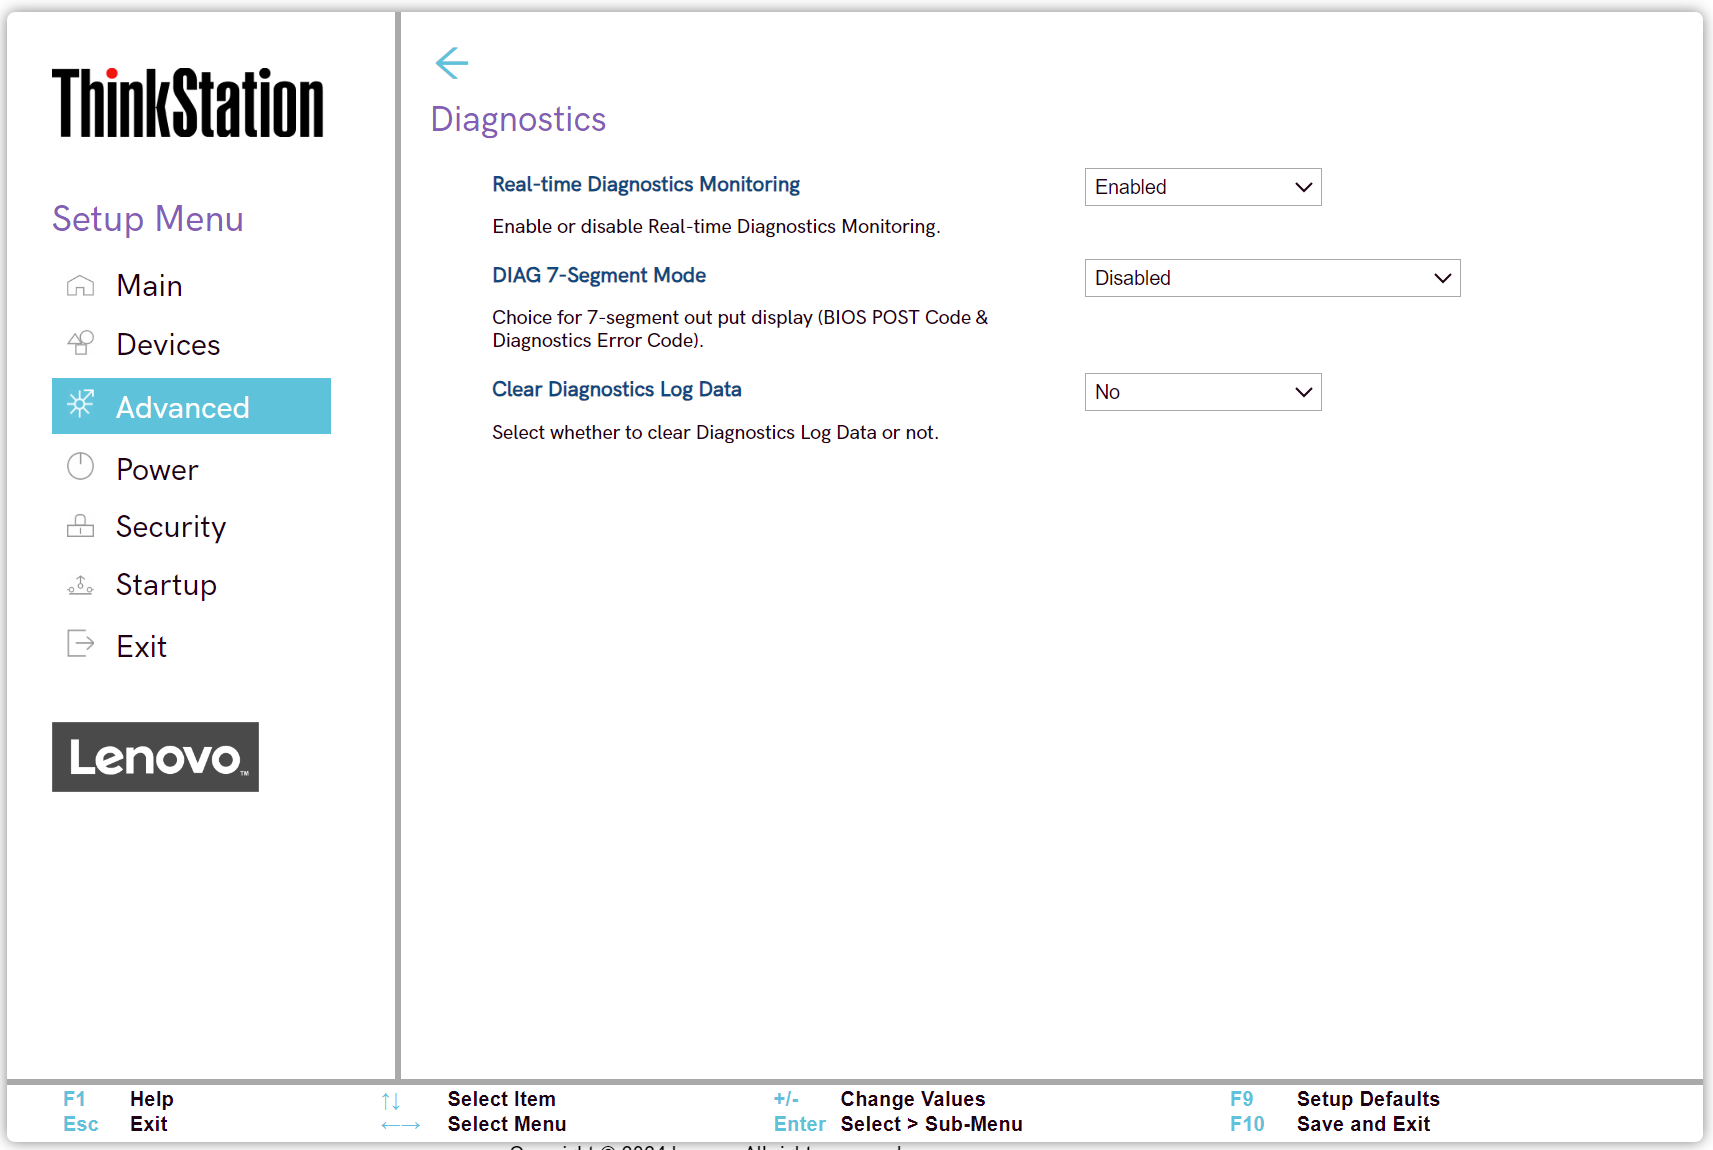 ThinkStation
Setup Menu
Main
Devices
Advanced
Power
Security
Startup
Exit
Lenovo™
Diagnostics
Real-time Diagnostics Monitoring
Enabled
Enable or disable Real-time Diagnostics Monitoring.
DIAG 7-Segment Mode
Disabled
Choice for 7-segment out put display (BIOS POST Code &
Diagnostics Error Code).
Clear Diagnostics Log Data
No
Select whether to clear Diagnostics Log Data or not.
F1 Help ↑↓ Select Item +/- Change Values F9 Setup Defaults
Esc Exit ←→ Select Menu Enter Select > Sub-Menu F10 Save and Exit